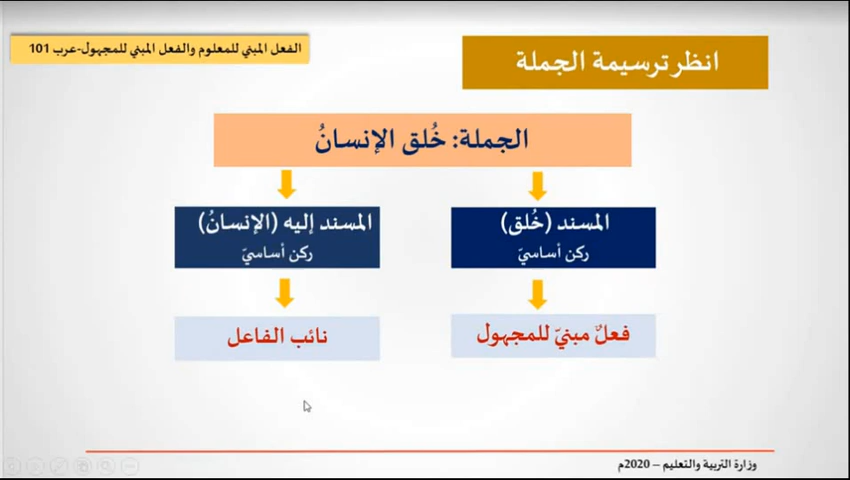 الفعل المبني للمعلوم والفعل المبني للمجهول-عرب 101
انظر ترسيمة الجملة
الجملة: خُلق الإنسانُ
المسند (خُلق)
ركن أساسيّ
المسند إليه (الإنسانُ)
ركن أساسيّ
فعلٌ مبنيّ للمجهول
نائب الفاعل
وزارة التربية والتعليم – 2020م